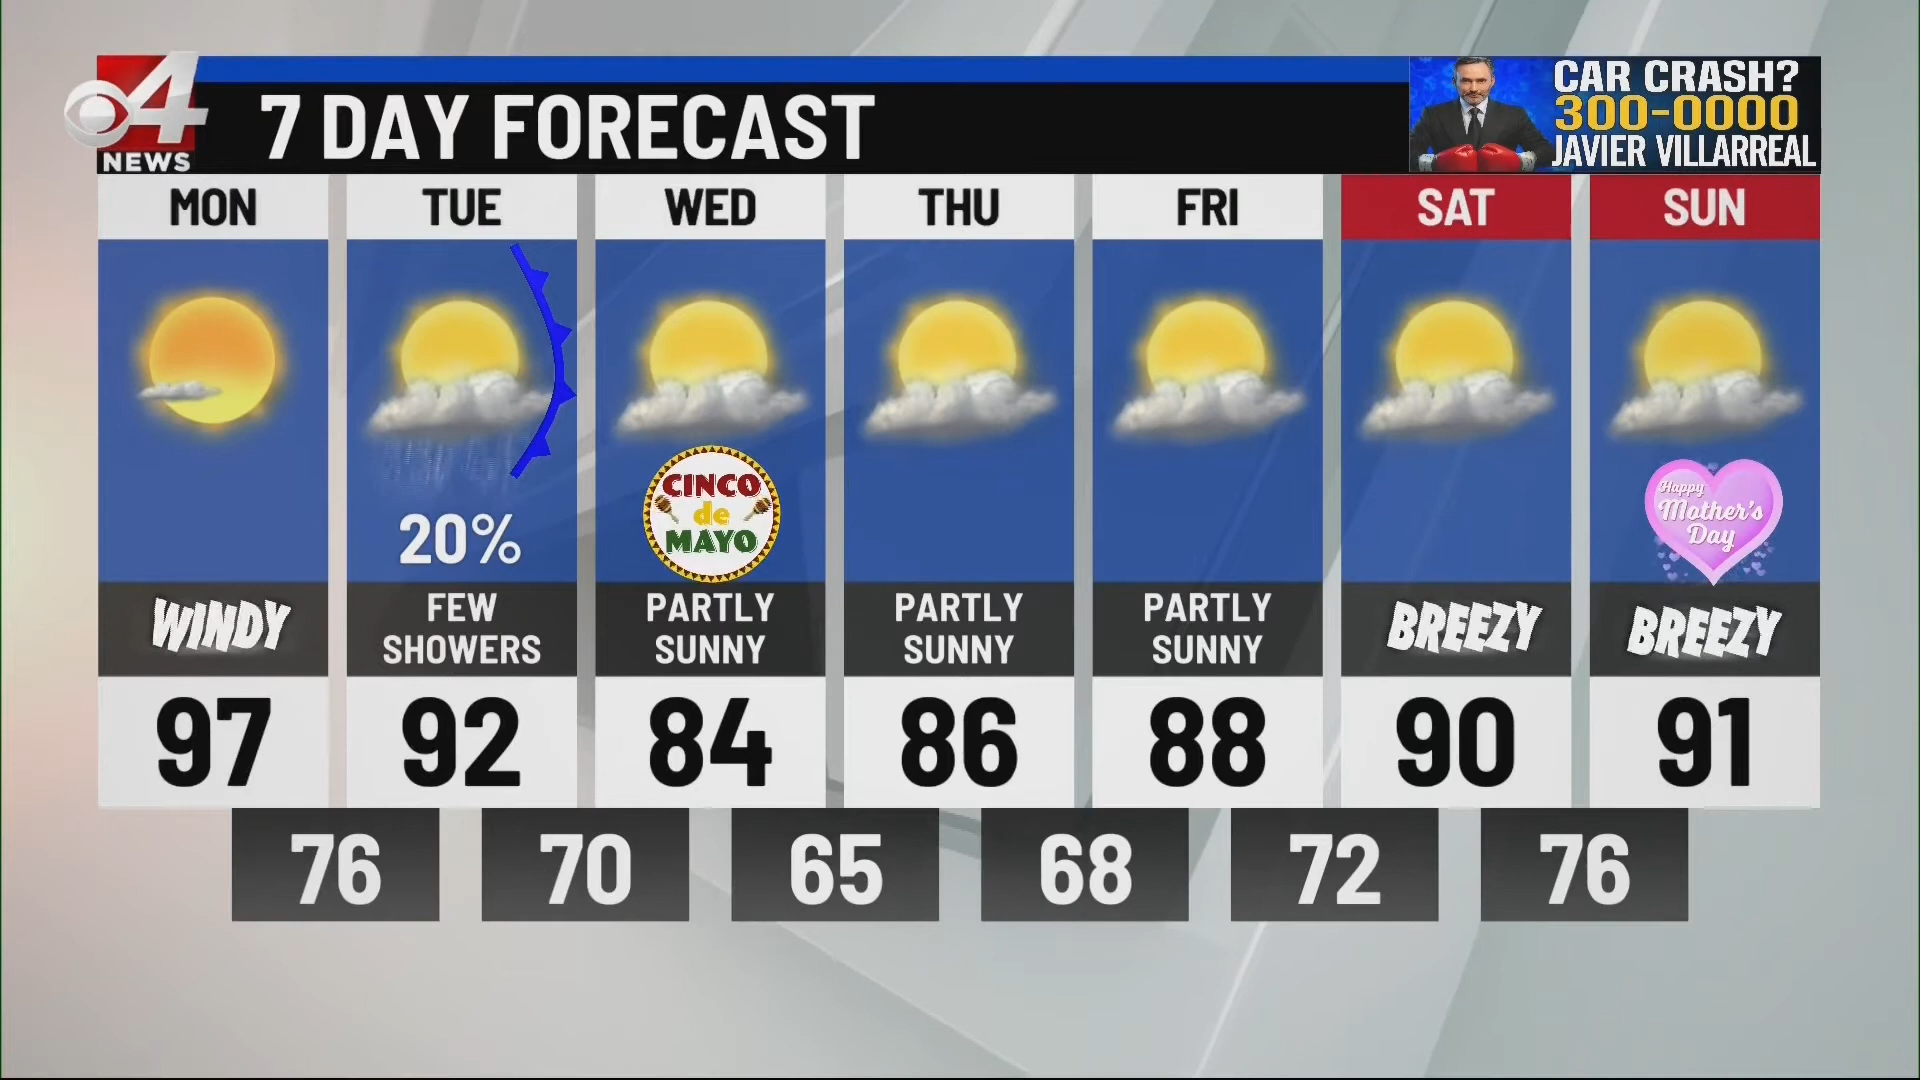 4
NEWS
7 DAY FORECAST
CAR CRASH?
300-0000
JAVIER VILLARREAL
MON
TUE
WED
THU
FRI
SAT
SUN
20%
CINCO
de
MAYO
Happy
Mother's
Day
WINDY
FEW
SHOWERS
PARTLY
SUNNY
PARTLY
SUNNY
PARTLY
SUNNY
BREEZY
BREEZY
97
92
84
86
88
90
91
76
70
65
68
72
76